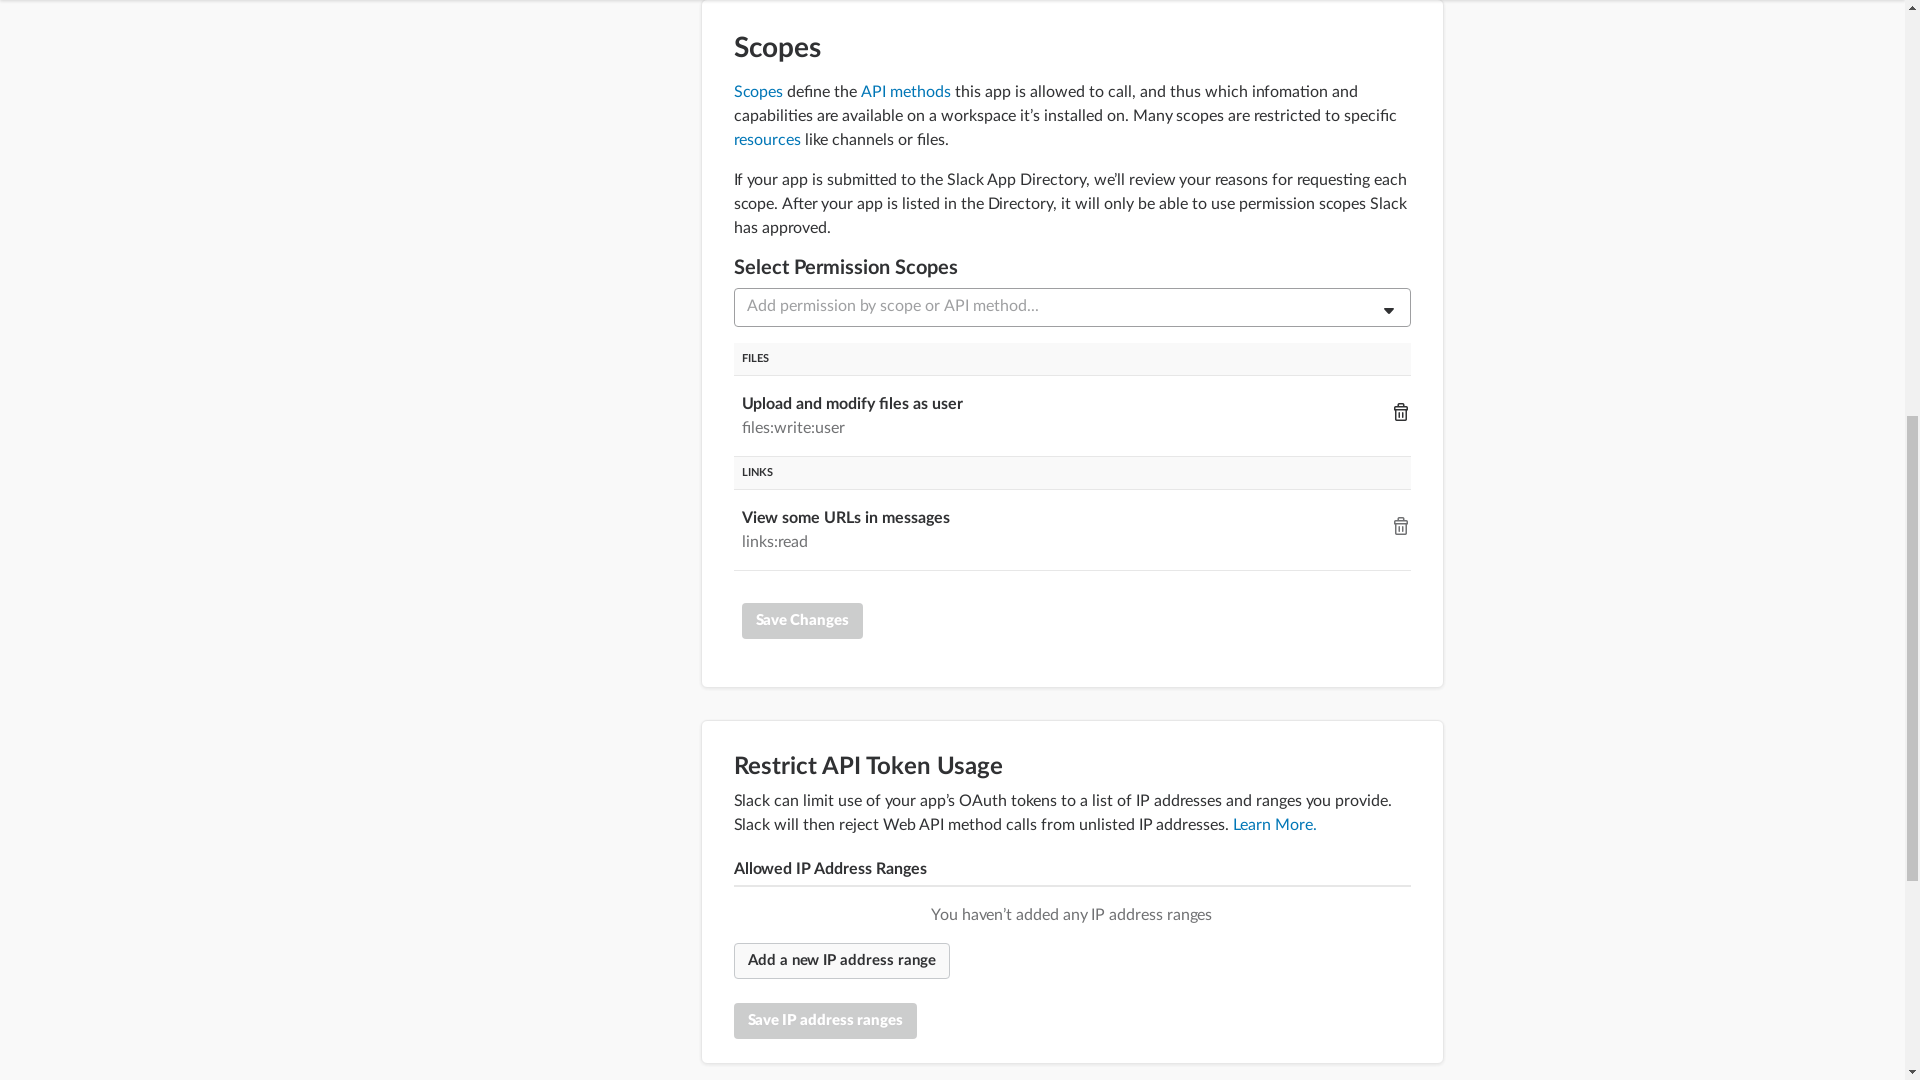 Scopes
Scopes define the API methods this app is allowed to call, and thus which infomation and
capabilities are available on a workspace it’s installed on. Many scopes are restricted to specific
resources like channels or files.
If your app is submitted to the Slack App Directory, we’ll review your reasons for requesting each
scope. After your app is listed in the Directory, it will only be able to use permission scopes Slack
has approved.
Select Permission Scopes
Add permission by scope or API method...
FILES
Upload and modify files as user
files:write:user
LINKS
View some URLs in messages
links:read
Save Changes
Restrict API Token Usage
Slack can limit use of your app’s OAuth tokens to a list of IP addresses and ranges you provide.
Slack will then reject Web API method calls from unlisted IP addresses. Learn More.
Allowed IP Address Ranges
You haven’t added any IP address ranges
Add a new IP address range
Save IP address ranges